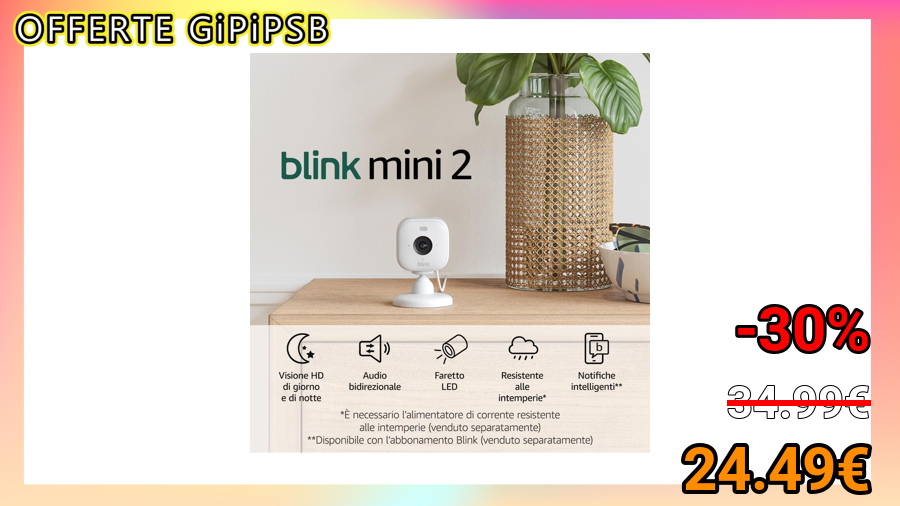 OFFERTE GiPiPSB
blink mini 2
blink
Visione HD
di giorno
e di notte
Audio
bidirezionale
Faretto
LED
Resistente
alle
intemperie*
b
Notifiche
intelligenti**
*È necessario l'alimentatore di corrente resistente
alle intemperie (venduto separatamente)
**Disponibile con l'abbonamento Blink (venduto separatamente)
-30%
34.99€
24.49€